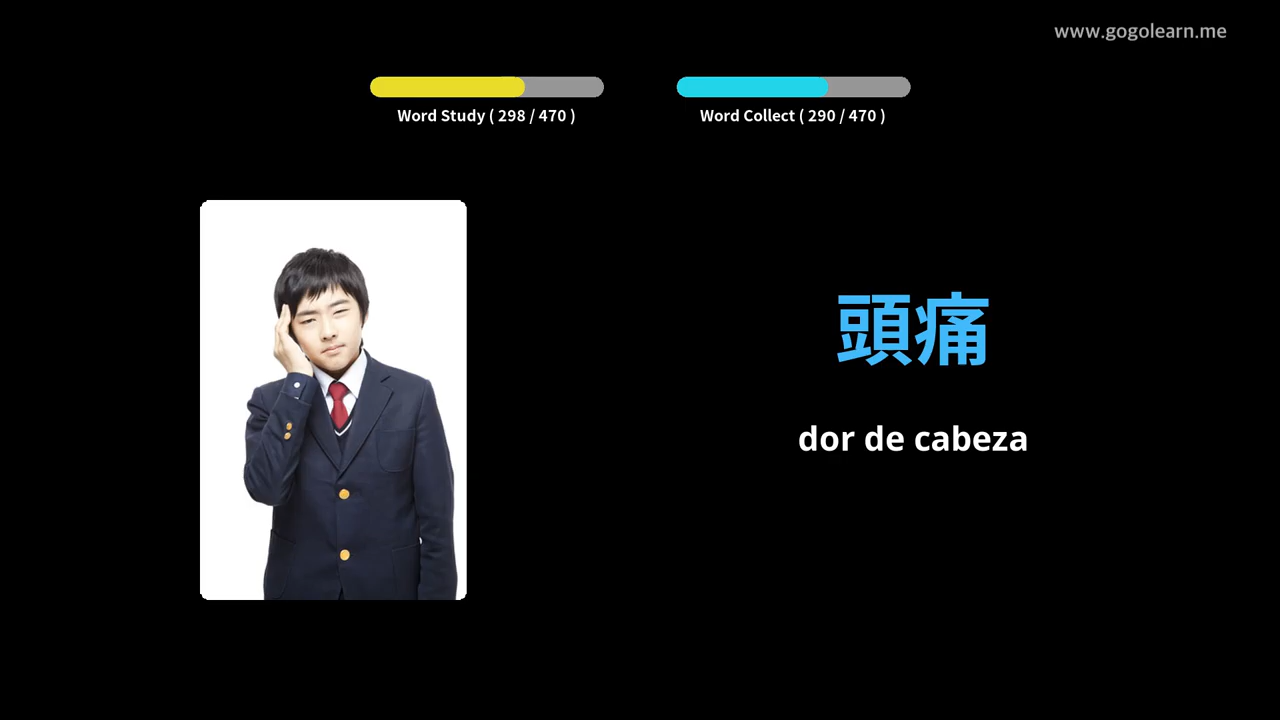 www.gogolearn.me
Word Study ( 298 / 470 )
Word Collect ( 290 / 470 )
頭痛
dor de cabeza